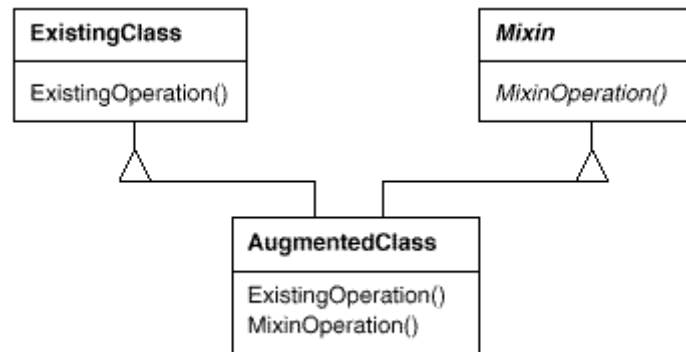 ExistingClass
ExistingOperation()
Mixin
MixinOperation()
AugmentedClass
ExistingOperation()
MixinOperation()